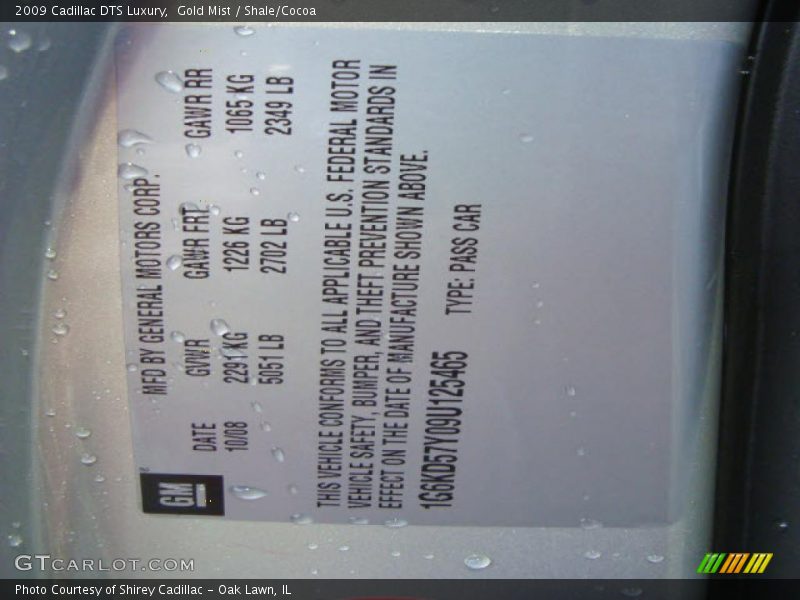 2009 Cadillac DTS Luxury,  Gold Mist / Shale/Cocoa
MFD BY GENERAL MOTORS CORP.
DATE GVWR GAWR FRT GAWR RR
10/08 2291 KG 1226 KG 1065 KG
5051 LB 2702 LB 2349 LB
GM
THIS VEHICLE CONFORMS TO ALL APPLICABLE U.S. FEDERAL MOTOR
VEHICLE SAFETY, BUMPER, AND THEFT PREVENTION STANDARDS IN
EFFECT ON THE DATE OF MANUFACTURE SHOWN ABOVE.
1G6KD57Y09U125465 TYPE: PASS CAR
GTCARLOT.COM
Photo Courtesy of Shirey Cadillac - Oak Lawn, IL